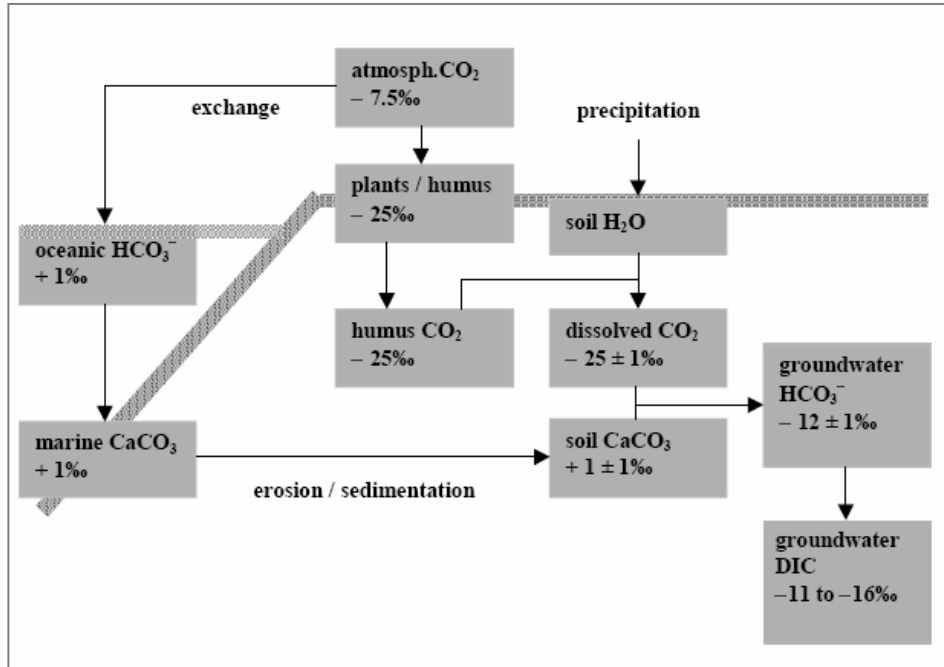 atmosph.CO₂
– 7.5‰
exchange
precipitation
plants / humus
– 25‰
soil H₂O
oceanic HCO₃⁻
+ 1‰
humus CO₂
– 25‰
dissolved CO₂
– 25 ± 1‰
groundwater
HCO₃⁻
– 12 ± 1‰
marine CaCO₃
+ 1‰
soil CaCO₃
+ 1 ± 1‰
erosion / sedimentation
groundwater
DIC
–11 to –16‰